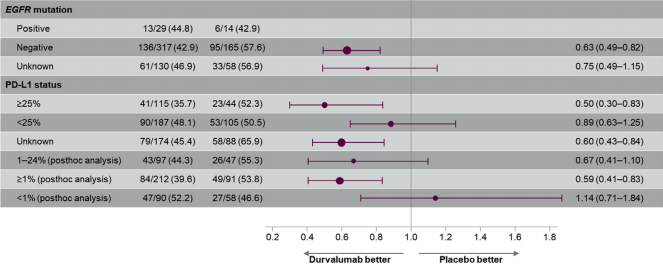 EGFR mutation
Positive 13/29 (44.8) 6/14 (42.9)
Negative 136/317 (42.9) 95/165 (57.6) 0.63 (0.49–0.82)
Unknown 61/130 (46.9) 33/58 (56.9) 0.75 (0.49–1.15)
PD-L1 status
≥25% 41/115 (35.7) 23/44 (52.3) 0.50 (0.30–0.83)
<25% 90/187 (48.1) 53/105 (50.5) 0.89 (0.63–1.25)
Unknown 79/174 (45.4) 58/88 (65.9) 0.60 (0.43–0.84)
1–24% (posthoc analysis) 43/97 (44.3) 26/47 (55.3) 0.67 (0.41–1.10)
≥1% (posthoc analysis) 84/212 (39.6) 49/91 (53.8) 0.59 (0.41–0.83)
<1% (posthoc analysis) 47/90 (52.2) 27/58 (46.6) 1.14 (0.71–1.84)
0.2 0.4 0.6 0.8 1.0 1.2 1.4 1.6 1.8
Durvalumab better Placebo better